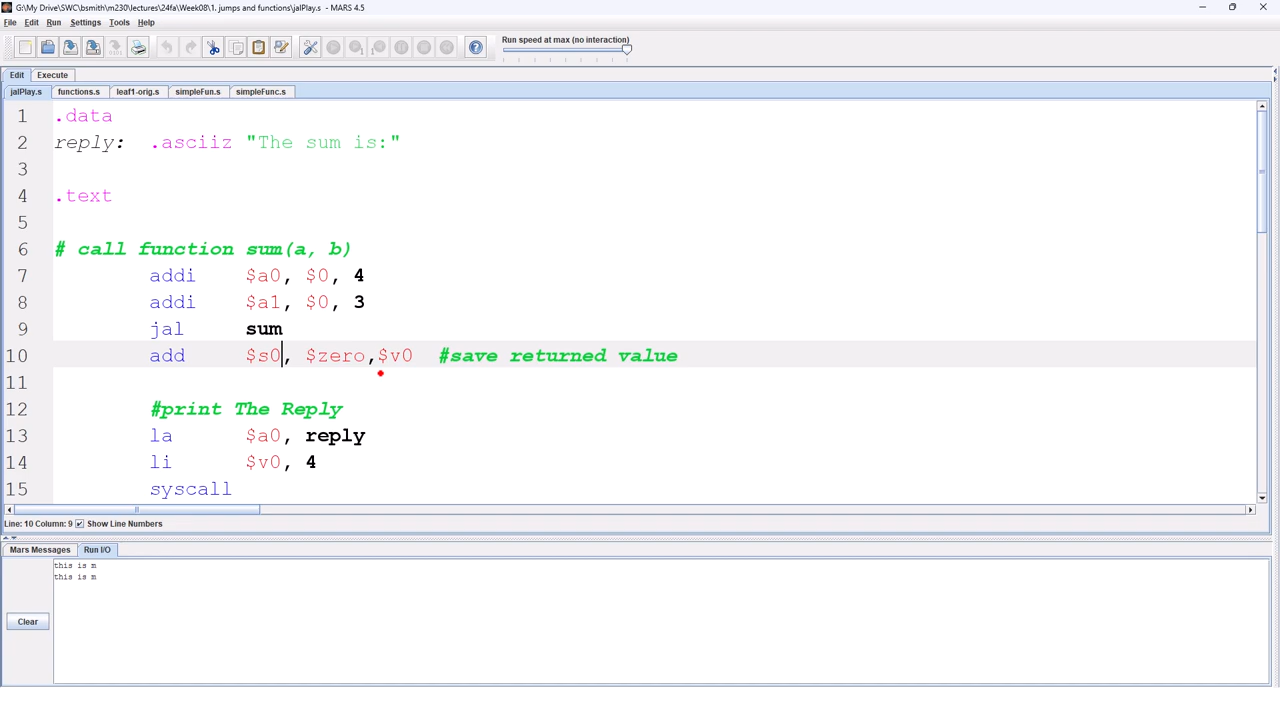 G:\My Drive\SWC\bsmith\m230\lectures\24fa\Week08\1. jumps and functions\jalPlay.s - MARS 4.5
File Edit Run Settings Tools Help
Run speed at max (no interaction)
Edit Execute
jalPlay.s functions.s leaf1-orig.s simpleFun.s simpleFunc.s
1 .data
2 reply: .asciiz "The sum is:"
3
4 .text
5
6 # call function sum(a, b)
7 addi $a0, $0, 4
8 addi $a1, $0, 3
9 jal sum
10 add $s0, $zero,$v0 #save returned value
11
12 #print The Reply
13 la $a0, reply
14 li $v0, 4
15 syscall
Line: 10 Column: 9 Show Line Numbers
Mars Messages Run I/O
this is m
this is m
Clear